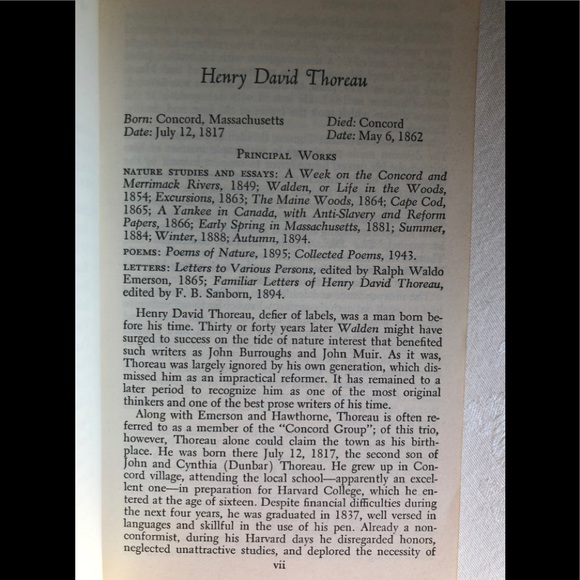 Henry David Thoreau
Born: Concord, Massachusetts Died: Concord
Date: July 12, 1817 Date: May 6, 1862
PRINCIPAL WORKS
NATURE STUDIES AND ESSAYS: A Week on the Concord and
Merrimack Rivers, 1849; Walden, or Life in the Woods,
1854; Excursions, 1863; The Maine Woods, 1864; Cape Cod,
1865; A Yankee in Canada, with Anti-Slavery and Reform
Papers, 1866; Early Spring in Massachusetts, 1881; Summer,
1884; Winter, 1888; Autumn, 1894.
POEMS: Poems of Nature, 1895; Collected Poems, 1943.
LETTERS: Letters to Various Persons, edited by Ralph Waldo
Emerson, 1865; Familiar Letters of Henry David Thoreau,
edited by F. B. Sanborn, 1894.
Henry David Thoreau, defier of labels, was a man born be-
fore his time. Thirty or forty years later Walden might have
surged to success on the tide of nature interest that benefited
such writers as John Burroughs and John Muir. As it was,
Thoreau was largely ignored by his own generation, which dis-
missed him as an impractical reformer. It has remained to a
later period to recognize him as one of the most original
thinkers and one of the best prose writers of his time.
Along with Emerson and Hawthorne, Thoreau is often re-
ferred to as a member of the "Concord Group"; of this trio,
however, Thoreau alone could claim the town as his birth-
place. He was born there July 12, 1817, the second son of
John and Cynthia (Dunbar) Thoreau. He grew up in Con-
cord village, attending the local school—apparently an excel-
lent one—in preparation for Harvard College, which he en-
tered at the age of sixteen. Despite financial difficulties during
the next four years, he was graduated in 1837, well versed in
languages and skillful in the use of his pen. Already a non-
conformist, during his Harvard days he disregarded honors,
neglected unattractive studies, and deplored the necessity of
vii